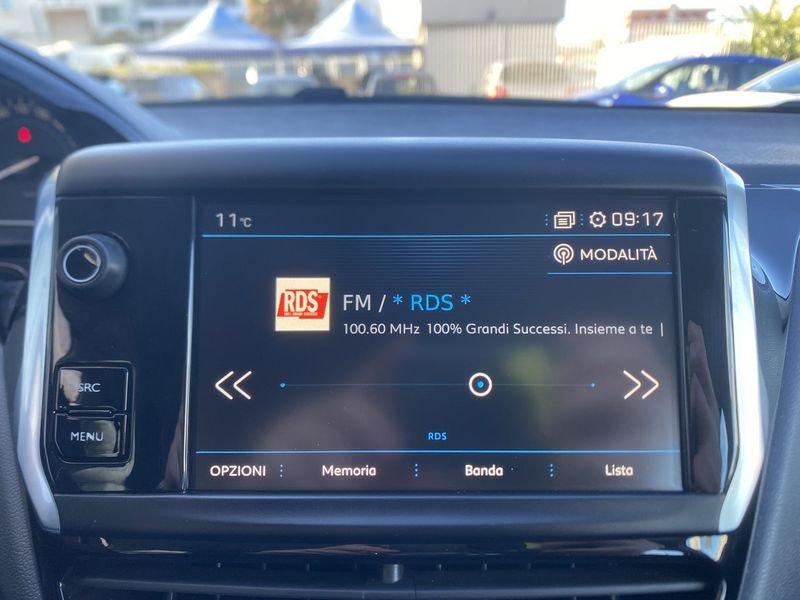 11°C
09:17
MODALITÀ
RDS
FM / * RDS *
100.60 MHz 100% Grandi Successi. Insieme a te |
SRC
MENU
RDS
OPZIONI Memoria Banda Lista